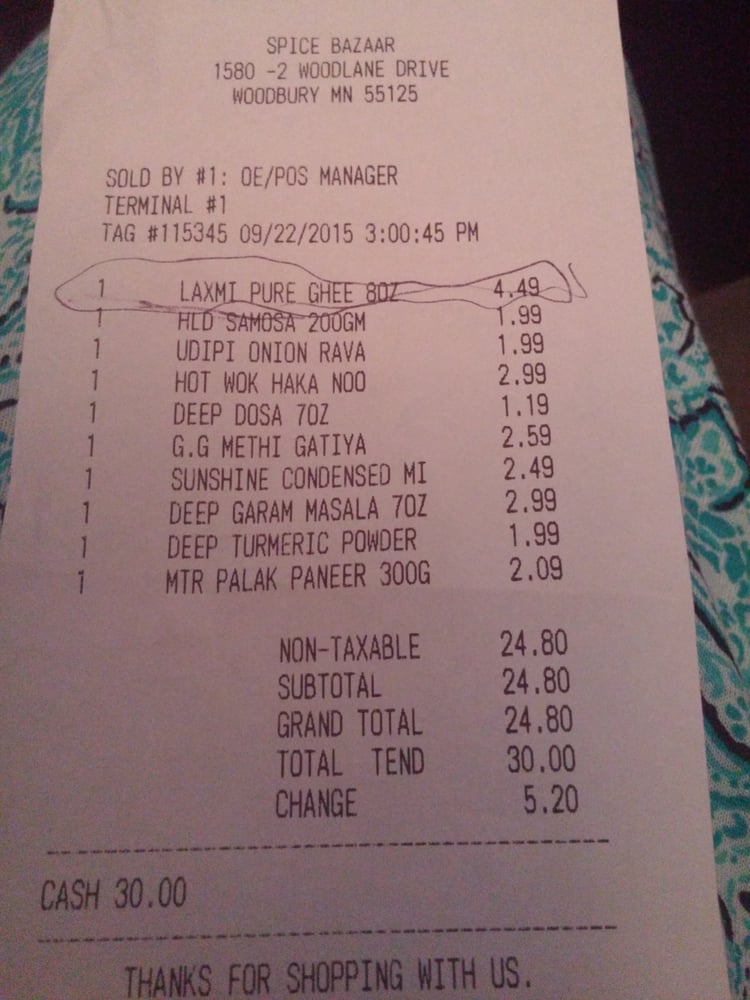 SPICE BAZAAR
1580 -2 WOODLANE DRIVE
WOODBURY MN 55125
SOLD BY #1: OE/POS MANAGER
TERMINAL #1
TAG #115345 09/22/2015 3:00:45 PM
1 LAXMI PURE GHEE 8OZ 4.49
1 HLD SAMOSA 200GM 1.99
1 UDIPI ONION RAVA 1.99
1 HOT WOK HAKA NOO 2.99
1 DEEP DOSA 7OZ 1.19
1 G.G METHI GATIYA 2.59
1 SUNSHINE CONDENSED MI 2.49
1 DEEP GARAM MASALA 7OZ 2.99
1 DEEP TURMERIC POWDER 1.99
1 MTR PALAK PANEER 300G 2.09
NON-TAXABLE 24.80
SUBTOTAL 24.80
GRAND TOTAL 24.80
TOTAL TEND 30.00
CHANGE 5.20
CASH 30.00
THANKS FOR SHOPPING WITH US.